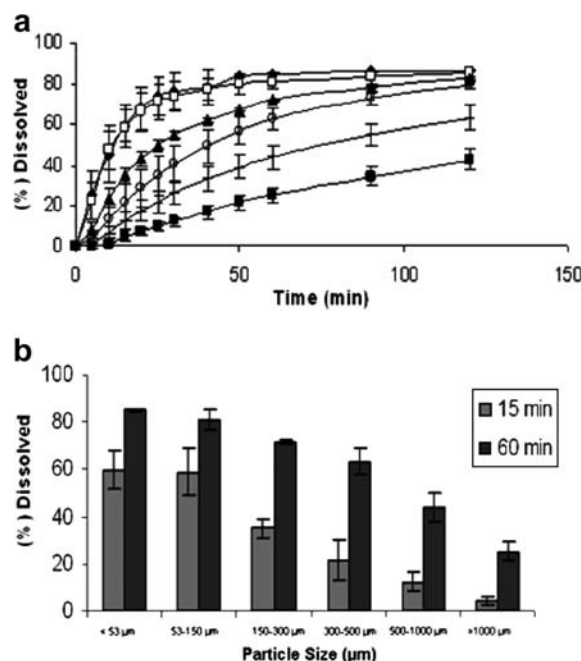 a
100
80
60
40
20
0
(%) Dissolved
0 50 100 150
Time (min)
b
100
80
60
40
20
0
(%) Dissolved
15 min
60 min
< 53 µm 53-150 µm 150-300 µm 300-500 µm 500-1000 µm >1000 µm
Particle Size (µm)